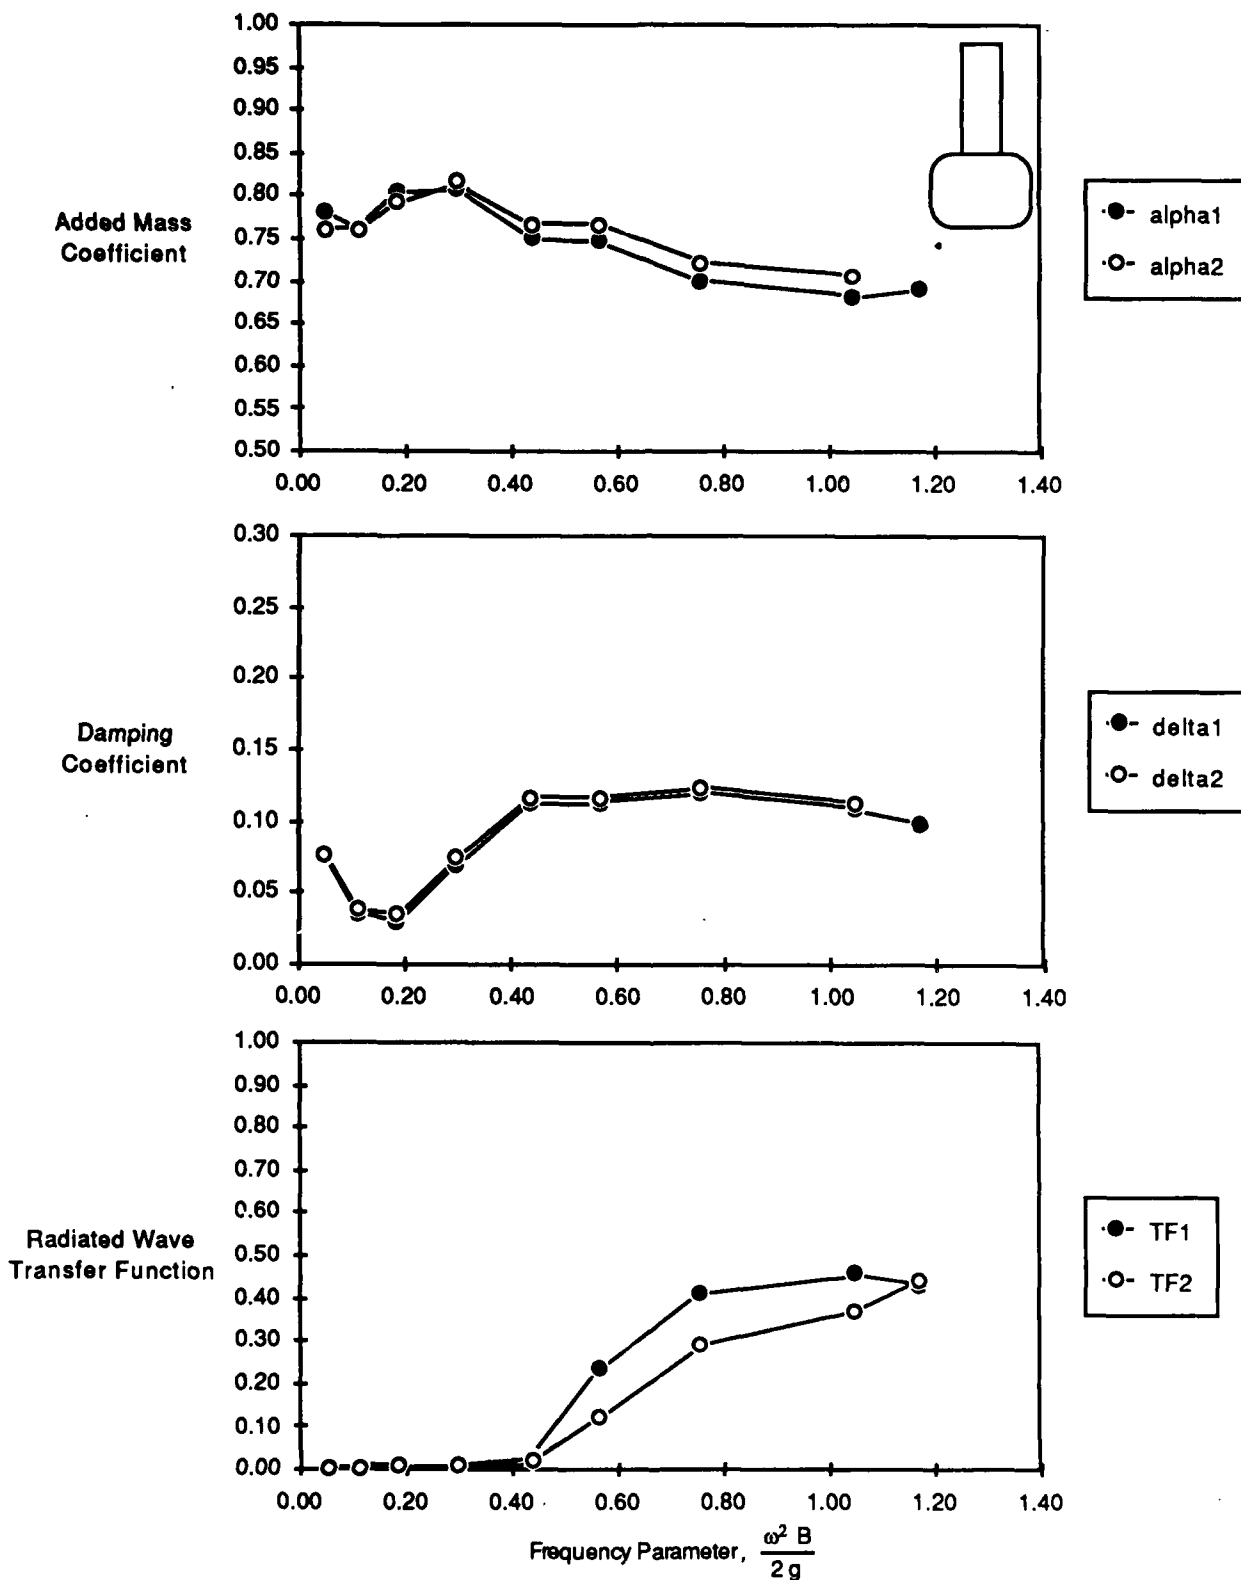 1.00
0.95
0.90
0.85
0.80
0.75
0.70
0.65
0.60
0.55
0.50
Added Mass
Coefficient
0.00 0.20 0.40 0.60 0.80 1.00 1.20 1.40
alpha1
alpha2
0.30
0.25
0.20
0.15
0.10
0.05
0.00
Damping
Coefficient
0.00 0.20 0.40 0.60 0.80 1.00 1.20 1.40
delta1
delta2
1.00
0.90
0.80
0.70
0.60
0.50
0.40
0.30
0.20
0.10
0.00
Radiated Wave
Transfer Function
0.00 0.20 0.40 0.60 0.80 1.00 1.20 1.40
TF1
TF2
Frequency Parameter, ω² B
2 g